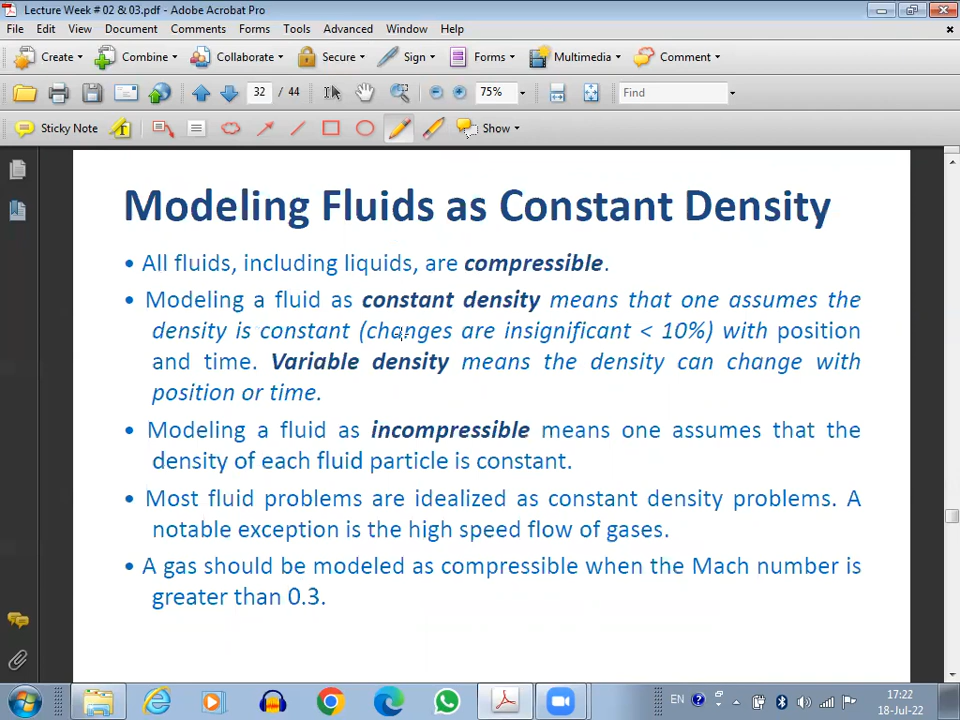 Lecture Week # 02 & 03.pdf - Adobe Acrobat Pro
File Edit View Document Comments Forms Tools Advanced Window Help
Create Combine Collaborate Secure Sign Forms Multimedia Comment
32 / 44 75% Find
Sticky Note Show
Modeling Fluids as Constant Density
• All fluids, including liquids, are compressible.
• Modeling a fluid as constant density means that one assumes the
density is constant (changes are insignificant < 10%) with position
and time. Variable density means the density can change with
position or time.
• Modeling a fluid as incompressible means one assumes that the
density of each fluid particle is constant.
• Most fluid problems are idealized as constant density problems. A
notable exception is the high speed flow of gases.
• A gas should be modeled as compressible when the Mach number is
greater than 0.3.
EN 17:22
18-Jul-22